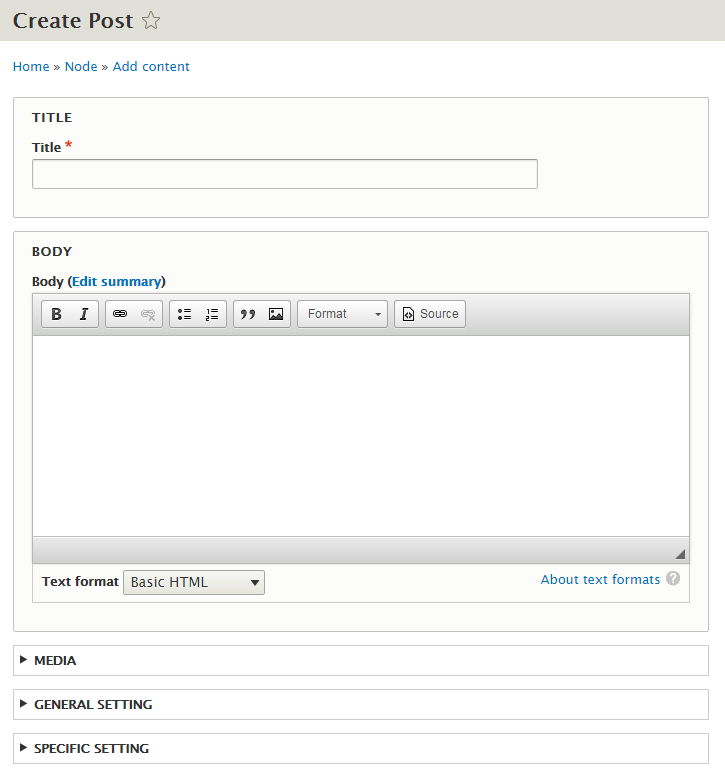 Create Post
Home » Node » Add content
TITLE
Title *
BODY
Body (Edit summary)
B I Format Source
Text format Basic HTML About text formats ?
MEDIA
GENERAL SETTING
SPECIFIC SETTING